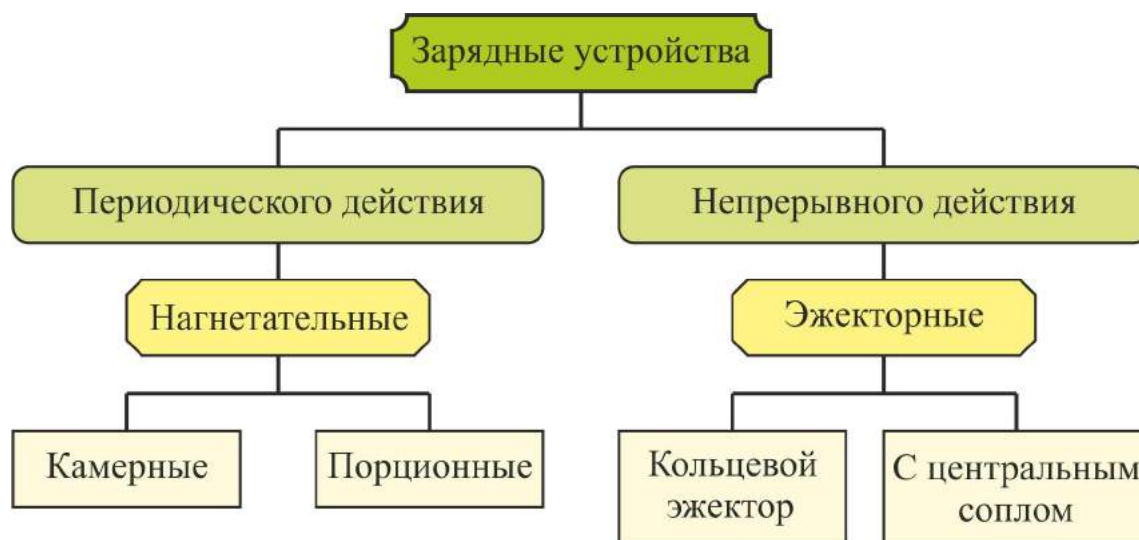 Зарядные устройства
Периодического действия
Непрерывного действия
Нагнетательные
Эжекторные
Камерные
Порционные
Кольцевой
эжектор
С центральным
соплом